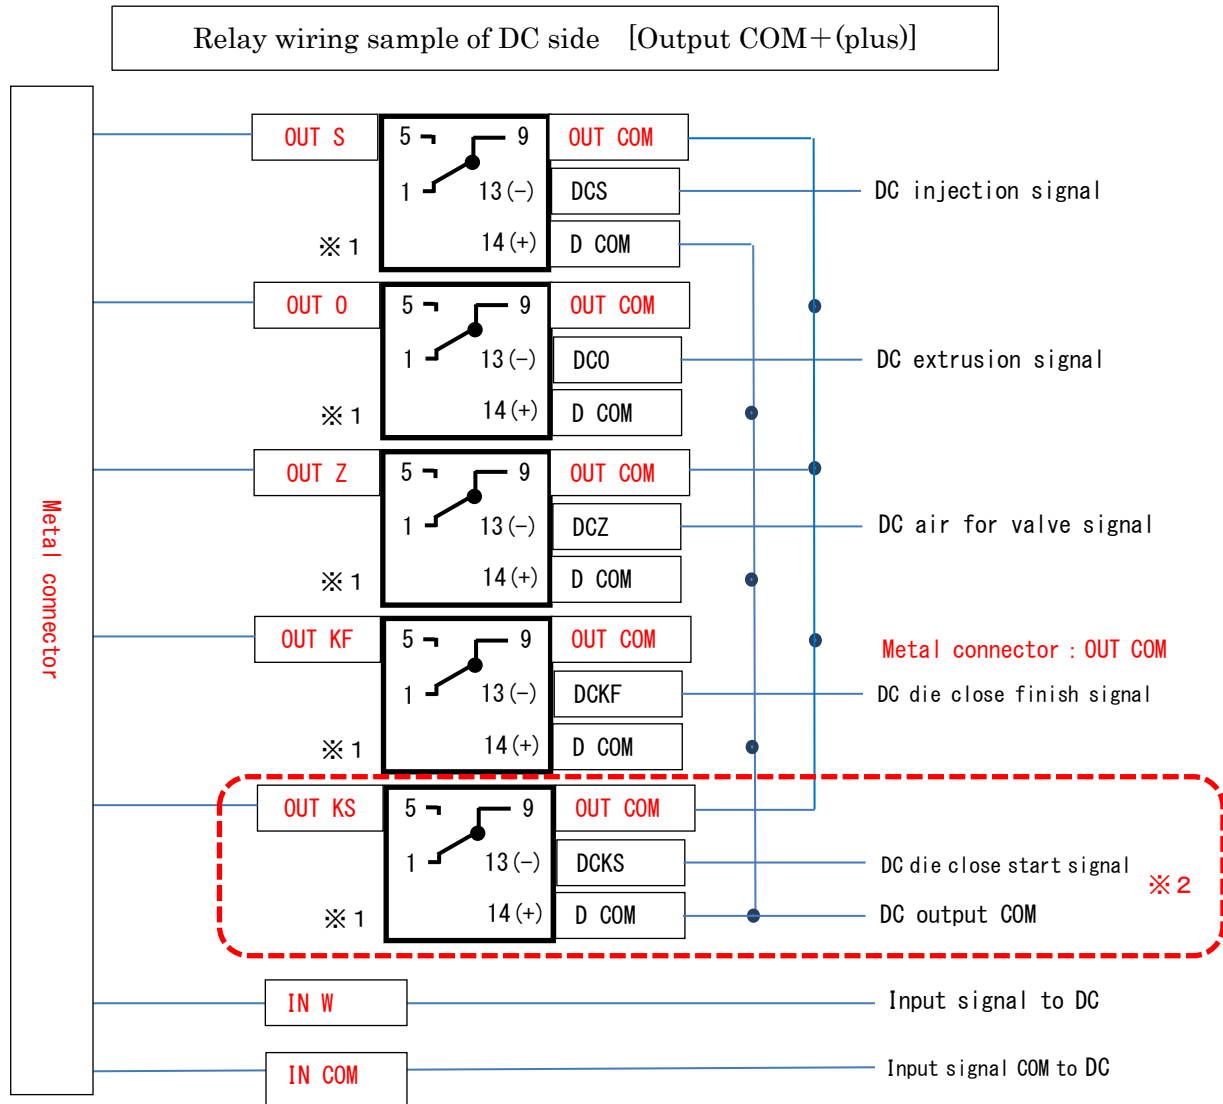 Relay wiring sample of DC side [Output COM＋(plus)]
Metal connector
OUT S
5 9
1 13(−)
14(+)
※1
OUT COM
DCS
D COM
DC injection signal
OUT O
5 9
1 13(−)
14(+)
※1
OUT COM
DCO
D COM
DC extrusion signal
OUT Z
5 9
1 13(−)
14(+)
※1
OUT COM
DCZ
D COM
DC air for valve signal
OUT KF
5 9
1 13(−)
14(+)
※1
OUT COM
DCKF
D COM
Metal connector：OUT COM
DC die close finish signal
OUT KS
5 9
1 13(−)
14(+)
※1
OUT COM
DCKS
D COM
DC die close start signal
※2
DC output COM
IN W
Input signal to DC
IN COM
Input signal COM to DC